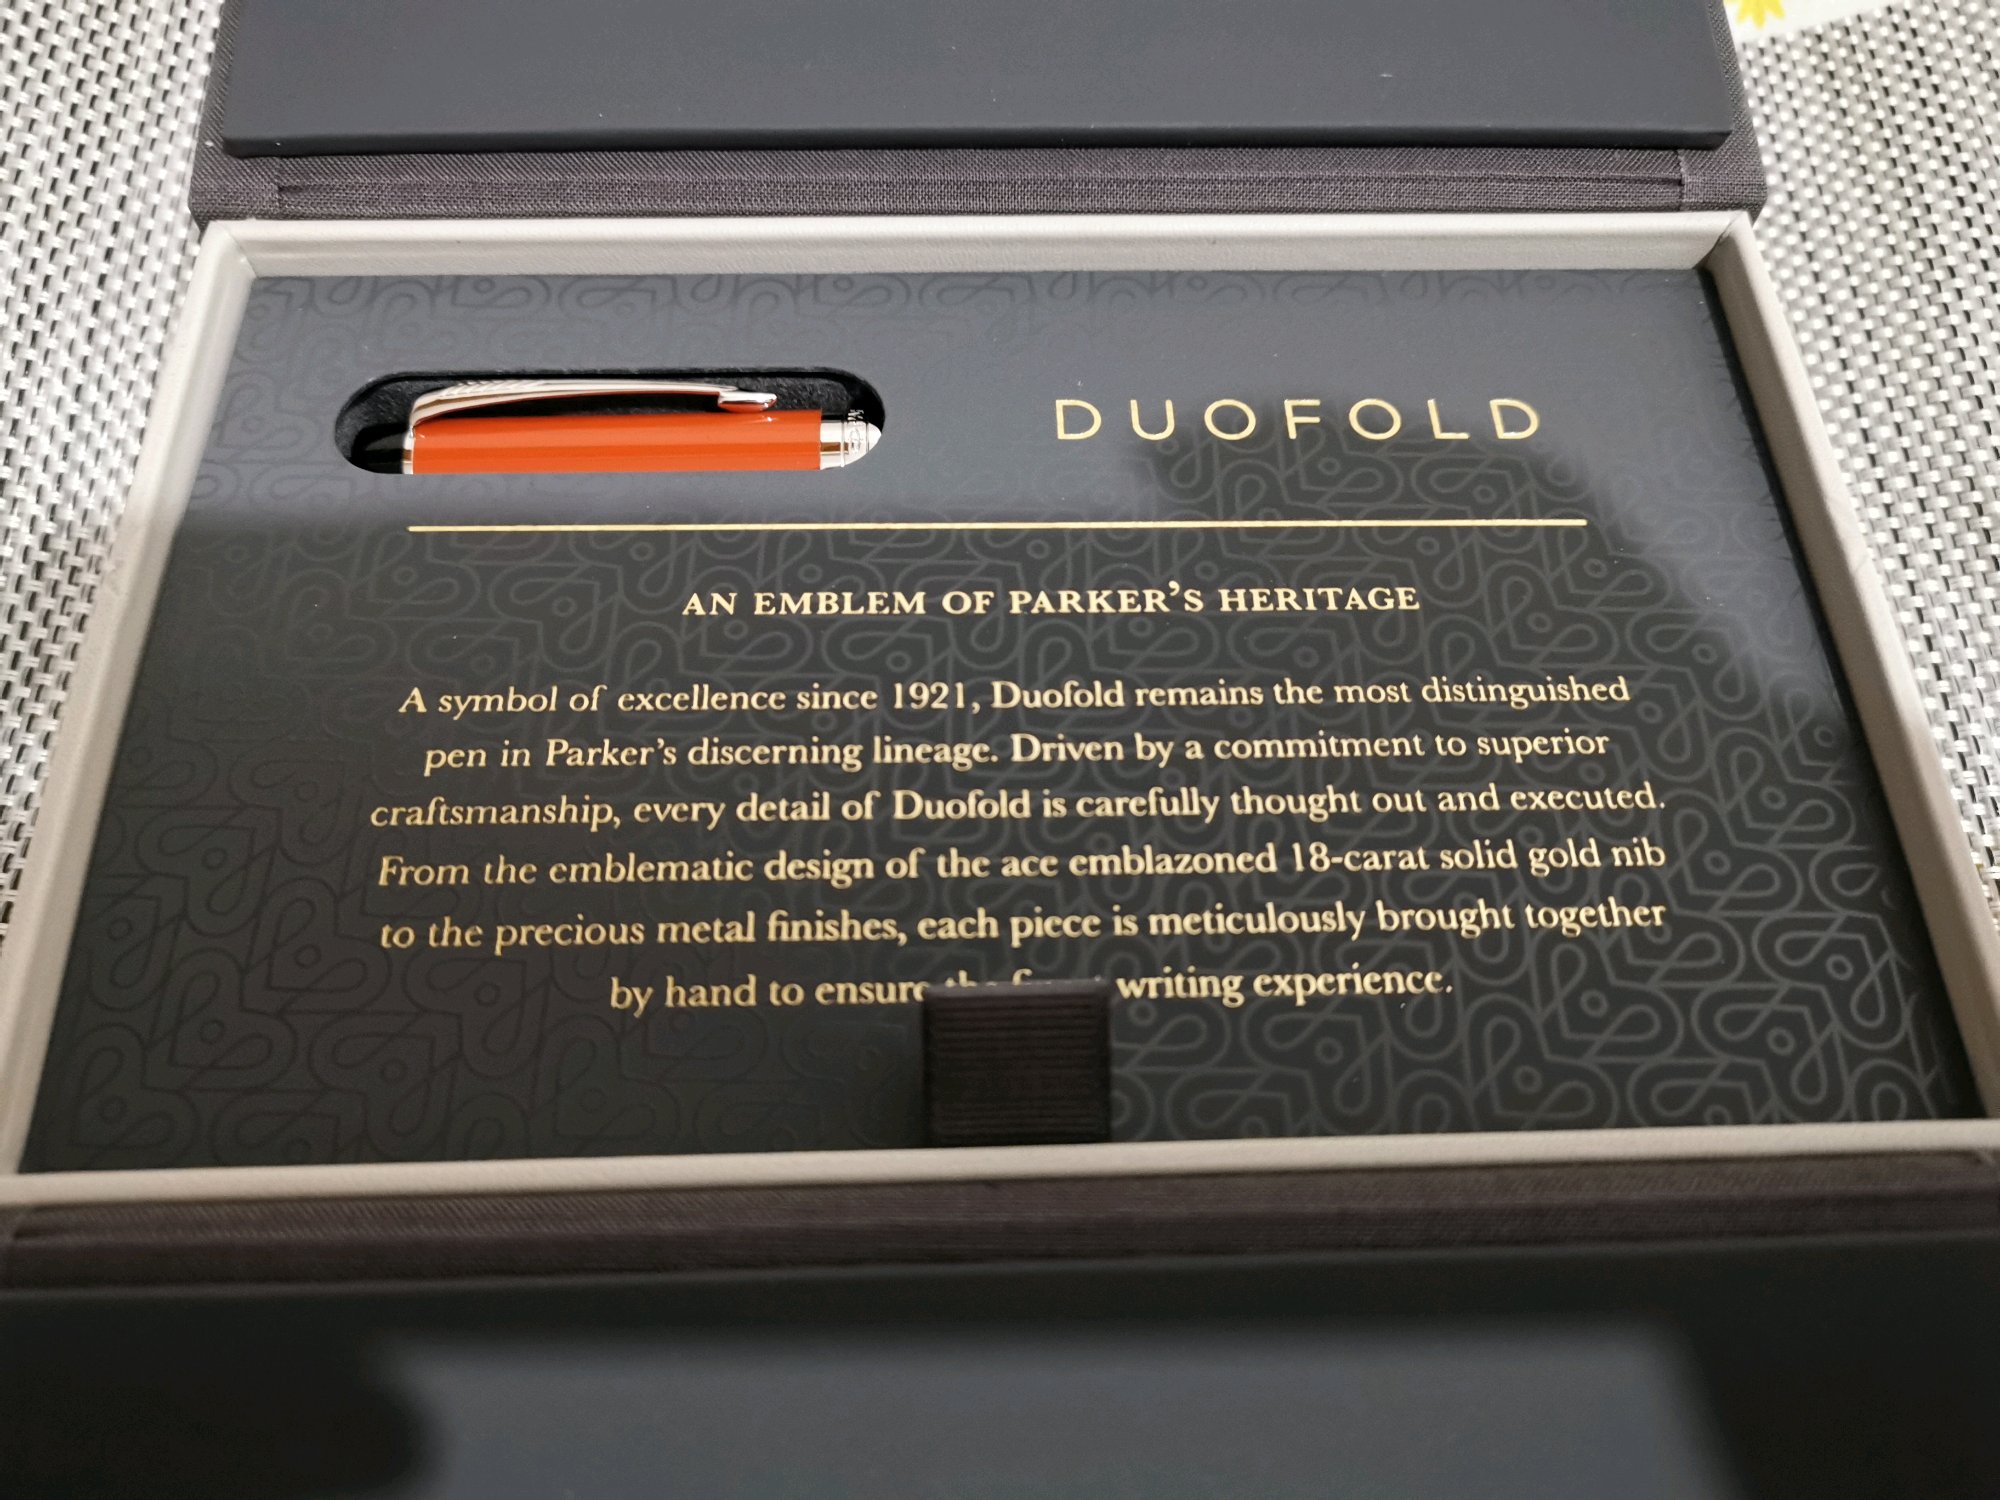 DUOFOLD
AN EMBLEM OF PARKER'S HERITAGE
A symbol of excellence since 1921, Duofold remains the most distinguished
pen in Parker's discerning lineage. Driven by a commitment to superior
craftsmanship, every detail of Duofold is carefully thought out and executed.
From the emblematic design of the ace emblazoned 18-carat solid gold nib
to the precious metal finishes, each piece is meticulously brought together
by hand to ensure the writing experience.